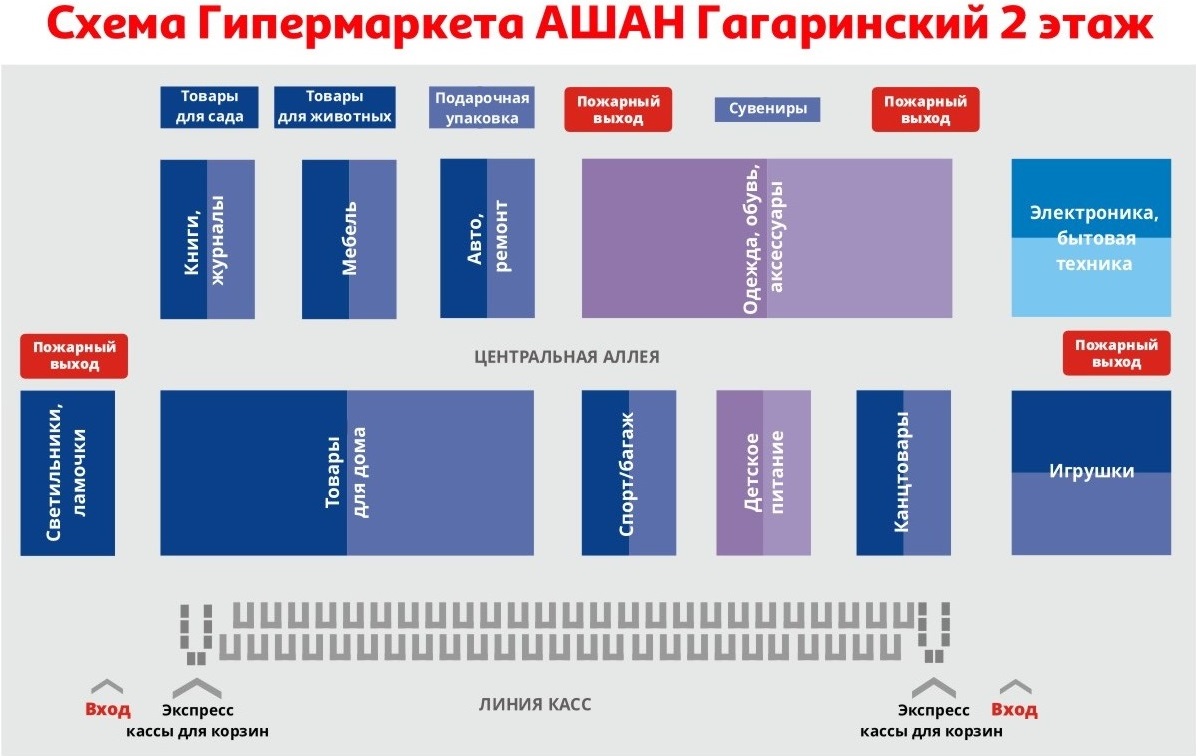 Схема Гипермаркета АШАН Гагаринский 2 этаж
Товары
для сада
Товары
для животных
Подарочная
упаковка
Пожарный
выход
Сувениры
Пожарный
выход
Книги,
журналы
Мебель
Авто,
ремонт
Одежда, обувь,
аксессуары
Электроника,
бытовая
техника
Пожарный
выход
ЦЕНТРАЛЬНАЯ АЛЛЕЯ
Пожарный
выход
Светильники,
ламочки
Товары
для дома
Спорт/багаж
Детское
питание
Канцтовары
Игрушки
Вход
Экспресс
кассы для корзин
ЛИНИЯ КАСС
Экспресс
кассы для корзин
Вход